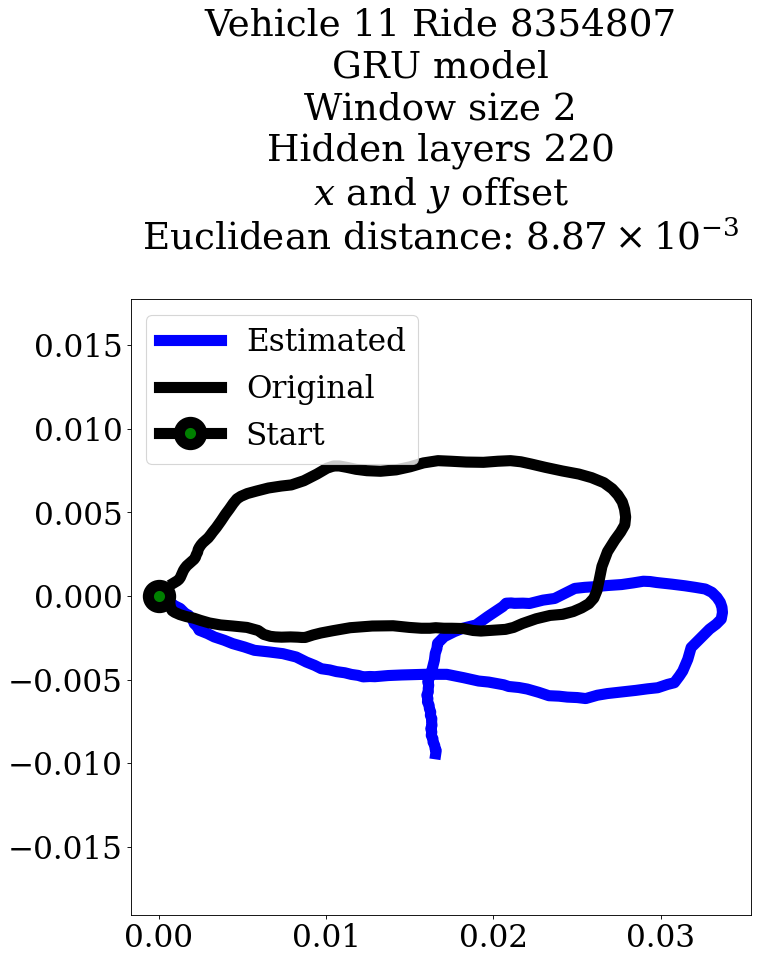 Vehicle 11 Ride 8354807
GRU model
Window size 2
Hidden layers 220
x and y offset
Euclidean distance: 8.87 × 10⁻³
Estimated
Original
Start
0.015
0.010
0.005
0.000
−0.005
−0.010
−0.015
0.00 0.01 0.02 0.03